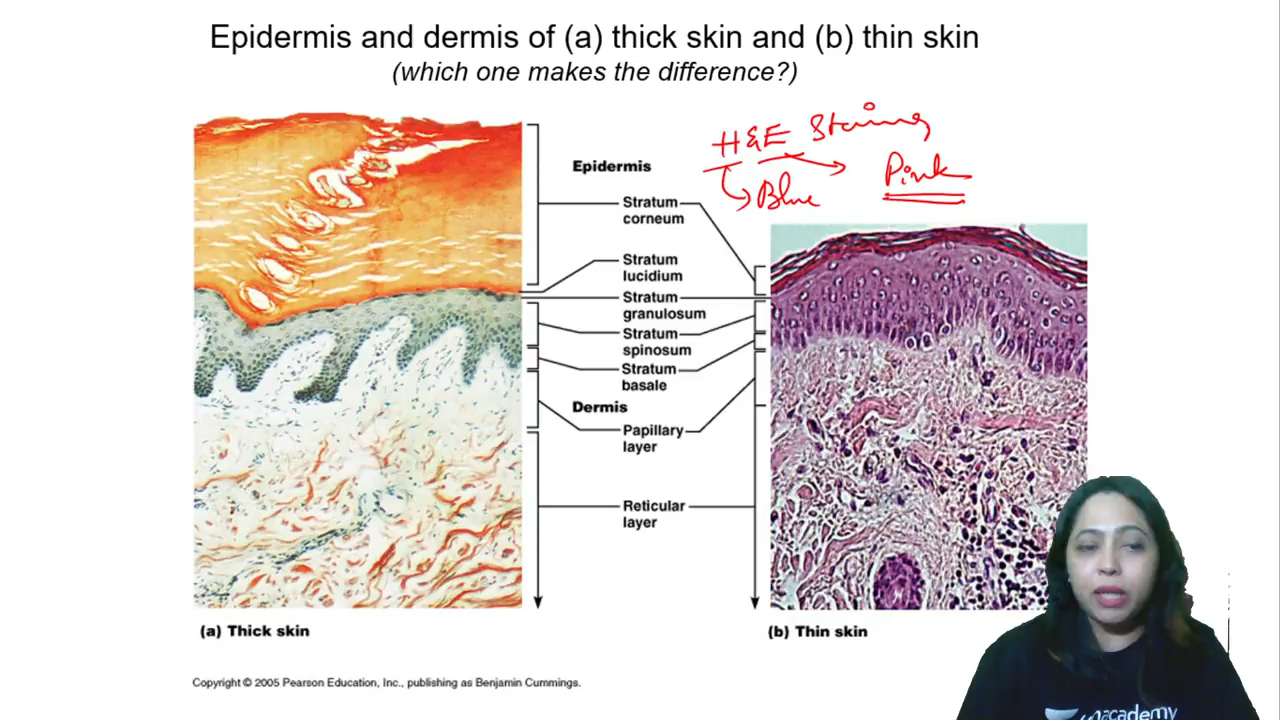 Epidermis and dermis of (a) thick skin and (b) thin skin
(which one makes the difference?)
H&E Staining
Pink
Blue
Epidermis
Stratum
corneum
Stratum
lucidium
Stratum
granulosum
Stratum
spinosum
Stratum
basale
Dermis
Papillary
layer
Reticular
layer
(a) Thick skin
(b) Thin skin
Copyright © 2005 Pearson Education, Inc., publishing as Benjamin Cummings.